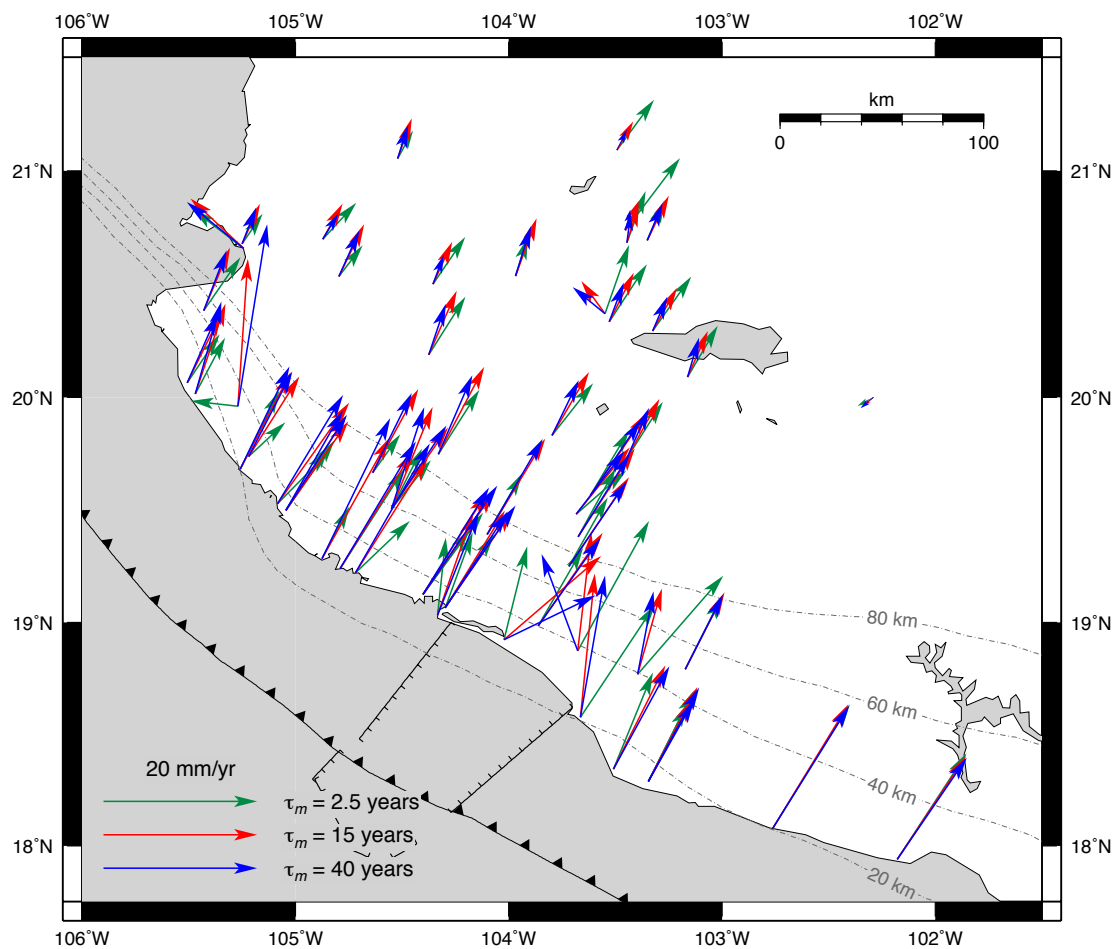 106˚W 105˚W 104˚W 103˚W 102˚W
km
0 100
21˚N 21˚N
20˚N 20˚N
19˚N 19˚N
80 km
60 km
40 km
20 km
20 mm/yr
τm = 2.5 years
τm = 15 years
τm = 40 years
18˚N 18˚N
106˚W 105˚W 104˚W 103˚W 102˚W